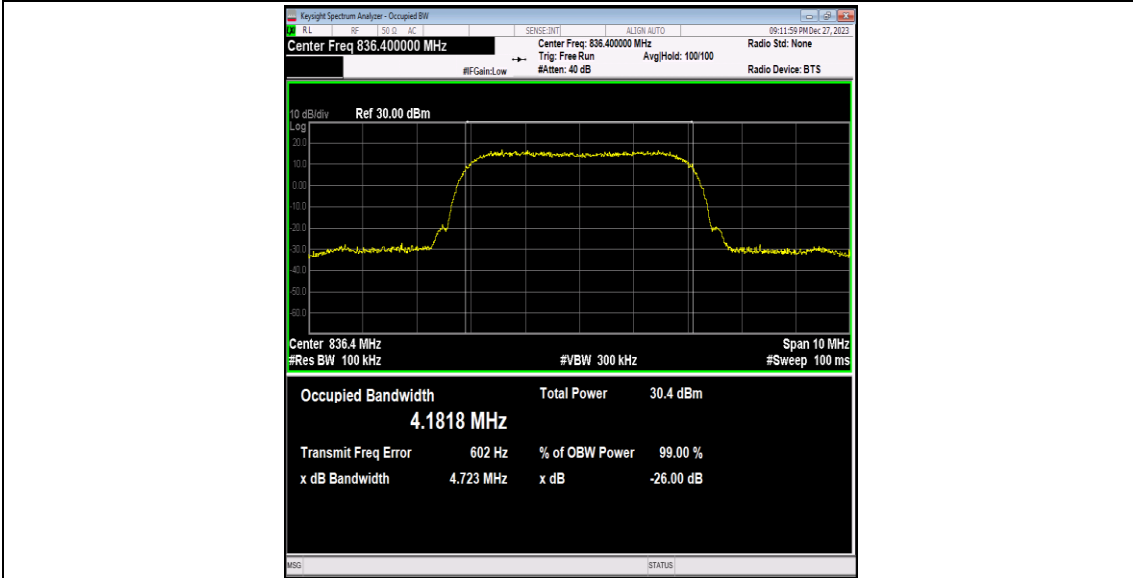 Keysight Spectrum Analyzer - Occupied BW
RL RF 50 Ω AC SENSE:INT ALIGN AUTO 09:11:59 PM Dec 27, 2023
Center Freq 836.400000 MHz Center Freq: 836.400000 MHz Radio Std: None
Trig: Free Run Avg|Hold: 100/100
#IFGain:Low #Atten: 40 dB Radio Device: BTS
10 dB/div Ref 30.00 dBm
Log
20.0
10.0
0.00
-10.0
-20.0
-30.0
-40.0
-50.0
-60.0
Center 836.4 MHz Span 10 MHz
#Res BW 100 kHz #VBW 300 kHz #Sweep 100 ms
Occupied Bandwidth Total Power 30.4 dBm
4.1818 MHz
Transmit Freq Error 602 Hz % of OBW Power 99.00 %
x dB Bandwidth 4.723 MHz x dB -26.00 dB
MSG STATUS